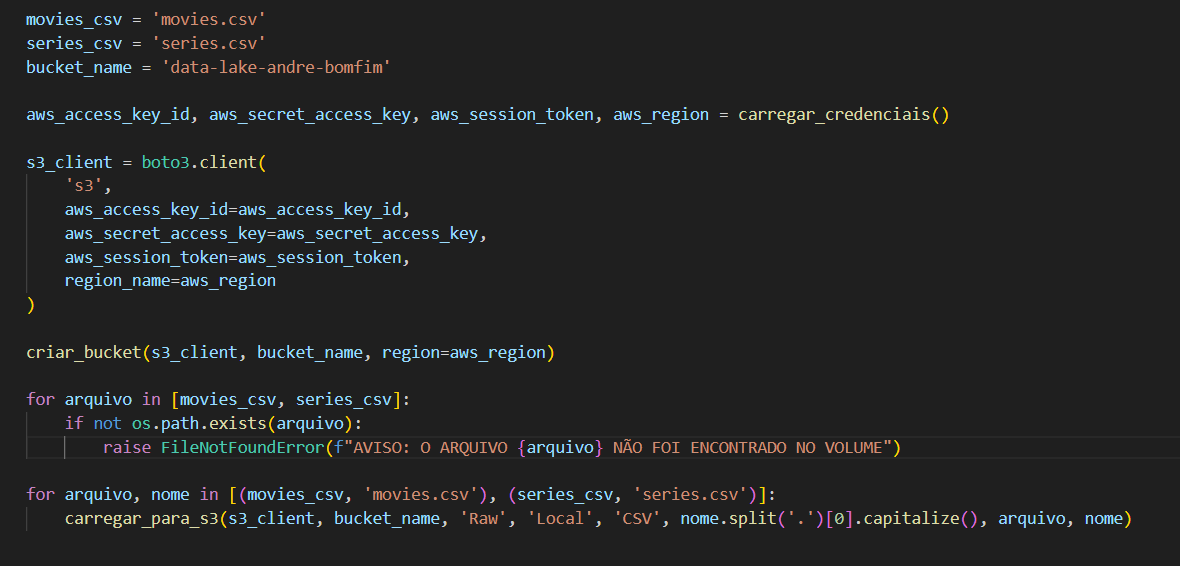 movies_csv = 'movies.csv'
series_csv = 'series.csv'
bucket_name = 'data-lake-andre-bomfim'
aws_access_key_id, aws_secret_access_key, aws_session_token, aws_region = carregar_credenciais()
s3_client = boto3.client(
    's3',
    aws_access_key_id=aws_access_key_id,
    aws_secret_access_key=aws_secret_access_key,
    aws_session_token=aws_session_token,
    region_name=aws_region
)
criar_bucket(s3_client, bucket_name, region=aws_region)
for arquivo in [movies_csv, series_csv]:
    if not os.path.exists(arquivo):
        raise FileNotFoundError(f"AVISO: O ARQUIVO {arquivo} NÃO FOI ENCONTRADO NO VOLUME")
for arquivo, nome in [(movies_csv, 'movies.csv'), (series_csv, 'series.csv')]:
    carregar_para_s3(s3_client, bucket_name, 'Raw', 'Local', 'CSV', nome.split('.')[0].capitalize(), arquivo, nome)